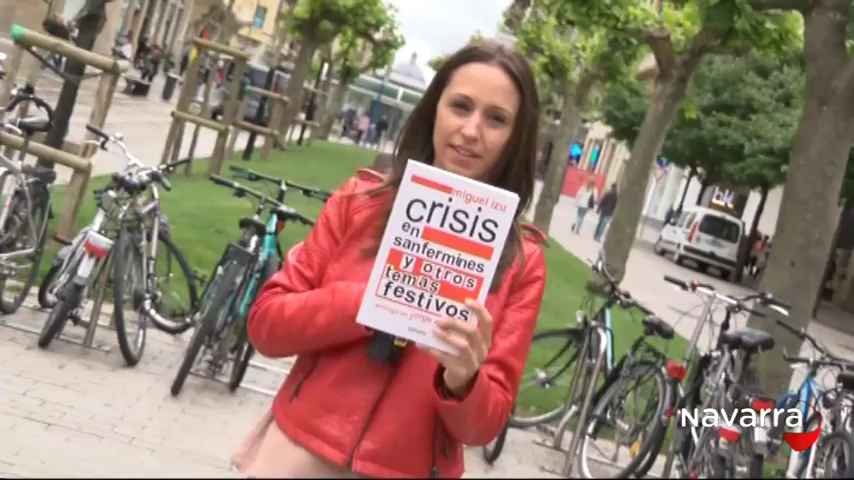 miguel izu
crisis
en
sanfermines
y otros
temas
festivos
navarra